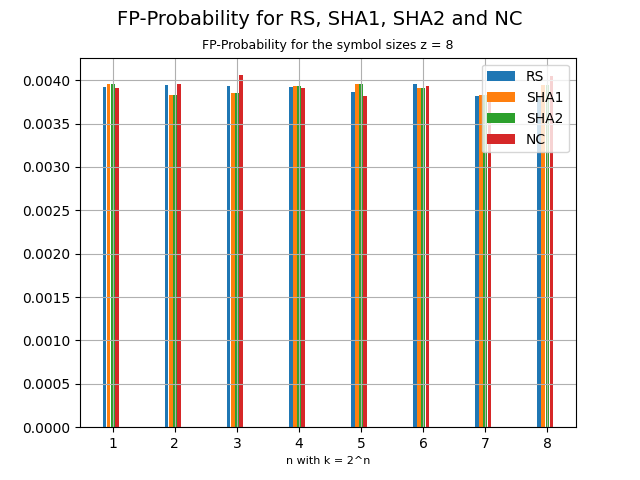 FP-Probability for RS, SHA1, SHA2 and NC
FP-Probability for the symbol sizes z = 8
0.0040
0.0035
0.0030
0.0025
0.0020
0.0015
0.0010
0.0005
0.0000
RS
SHA1
SHA2
NC
1 2 3 4 5 6 7 8
n with k = 2^n